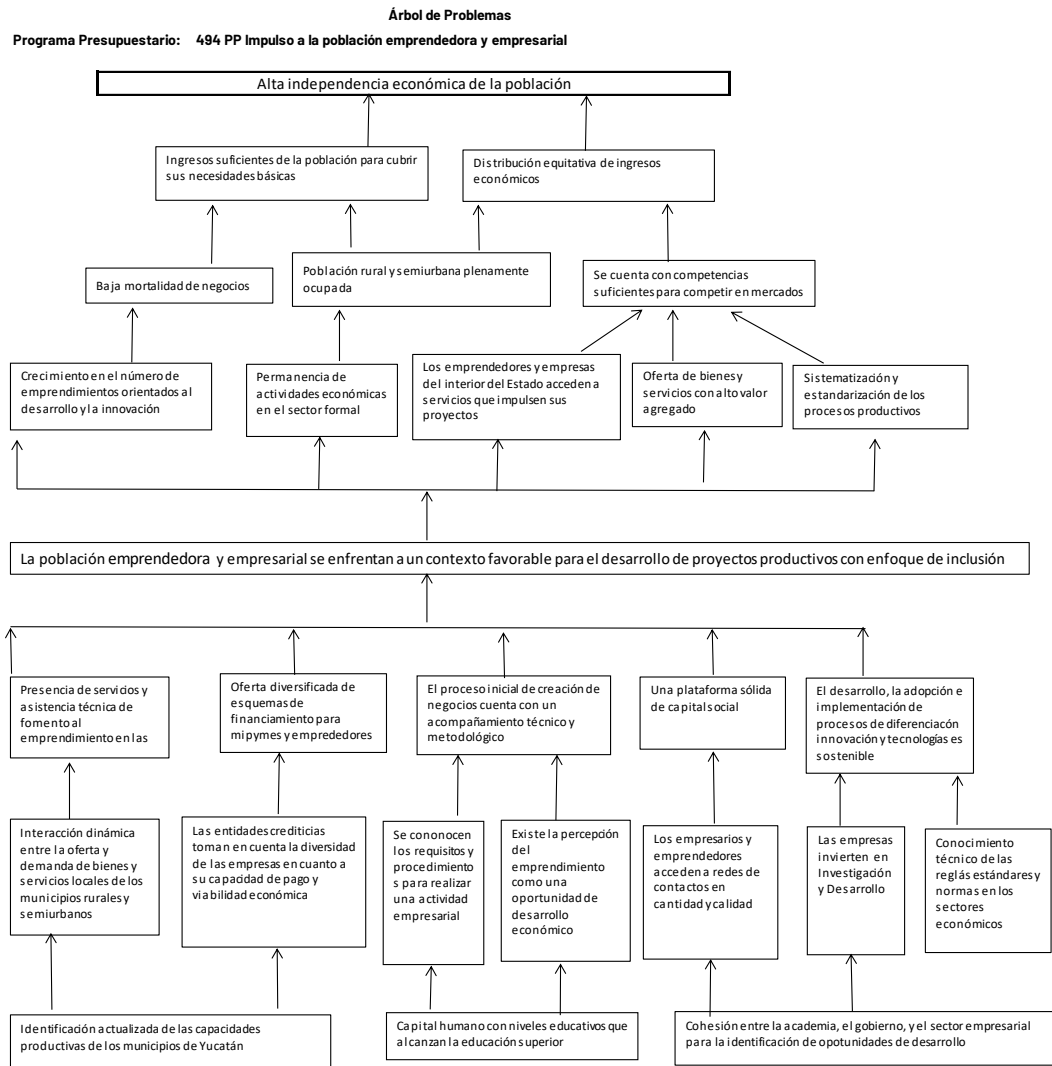 Árbol de Problemas
Programa Presupuestario: 494 PP Impulso a la población emprendedora y empresarial
Alta independencia económica de la población
Ingresos suficientes de la población para cubrir
sus necesidades básicas
Distribución equitativa de ingresos
económicos
Baja mortalidad de negocios
Población rural y semiurbana plenamente
ocupada
Se cuenta con competencias
suficientes para competir en mercados
Crecimiento en el número de
emprendimientos orientados al
desarrollo y la innovación
Permanencia de
actividades económicas
en el sector formal
Los emprendedores y empresas
del interior del Estado acceden a
servicios que impulsen sus
proyectos
Oferta de bienes y
servicios con alto valor
agregado
Sistematización y
estandarización de los
procesos productivos
La población emprendedora y empresarial se enfrentan a un contexto favorable para el desarrollo de proyectos productivos con enfoque de inclusión
Presencia de servicios y
asistencia técnica de
fomento al
emprendimiento en las
Oferta diversificada de
esquemas de
financiamiento para
mipymes y emprededores
El proceso inicial de creación de
negocios cuenta con un
acompañamiento técnico y
metodológico
Una plataforma sólida
de capital social
El desarrollo, la adopción e
implementación de
procesos de diferenciacón
innovación y tecnologías es
sostenible
Interacción dinámica
entre la oferta y
demanda de bienes y
servicios locales de los
municipios rurales y
semiurbanos
Las entidades crediticias
toman en cuenta la diversidad
de las empresas en cuanto a
su capacidad de pago y
viabilidad económica
Se cononocen
los requisitos y
procedimiento
s para realizar
una actividad
empresarial
Existe la percepción
del
emprendimiento
como una
oportunidad de
desarrollo
económico
Los empresarios y
emprendedores
acceden a redes de
contactos en
cantidad y calidad
Las empresas
invierten en
Investigación
y Desarrollo
Conocimiento
técnico de las
reglás estándares y
normas en los
sectores
económicos
Identificación actualizada de las capacidades
productivas de los municipios de Yucatán
Capital humano con niveles educativos que
alcanzan la educación superior
Cohesión entre la academia, el gobierno, y el sector empresarial
para la identificación de opotunidades de desarrollo